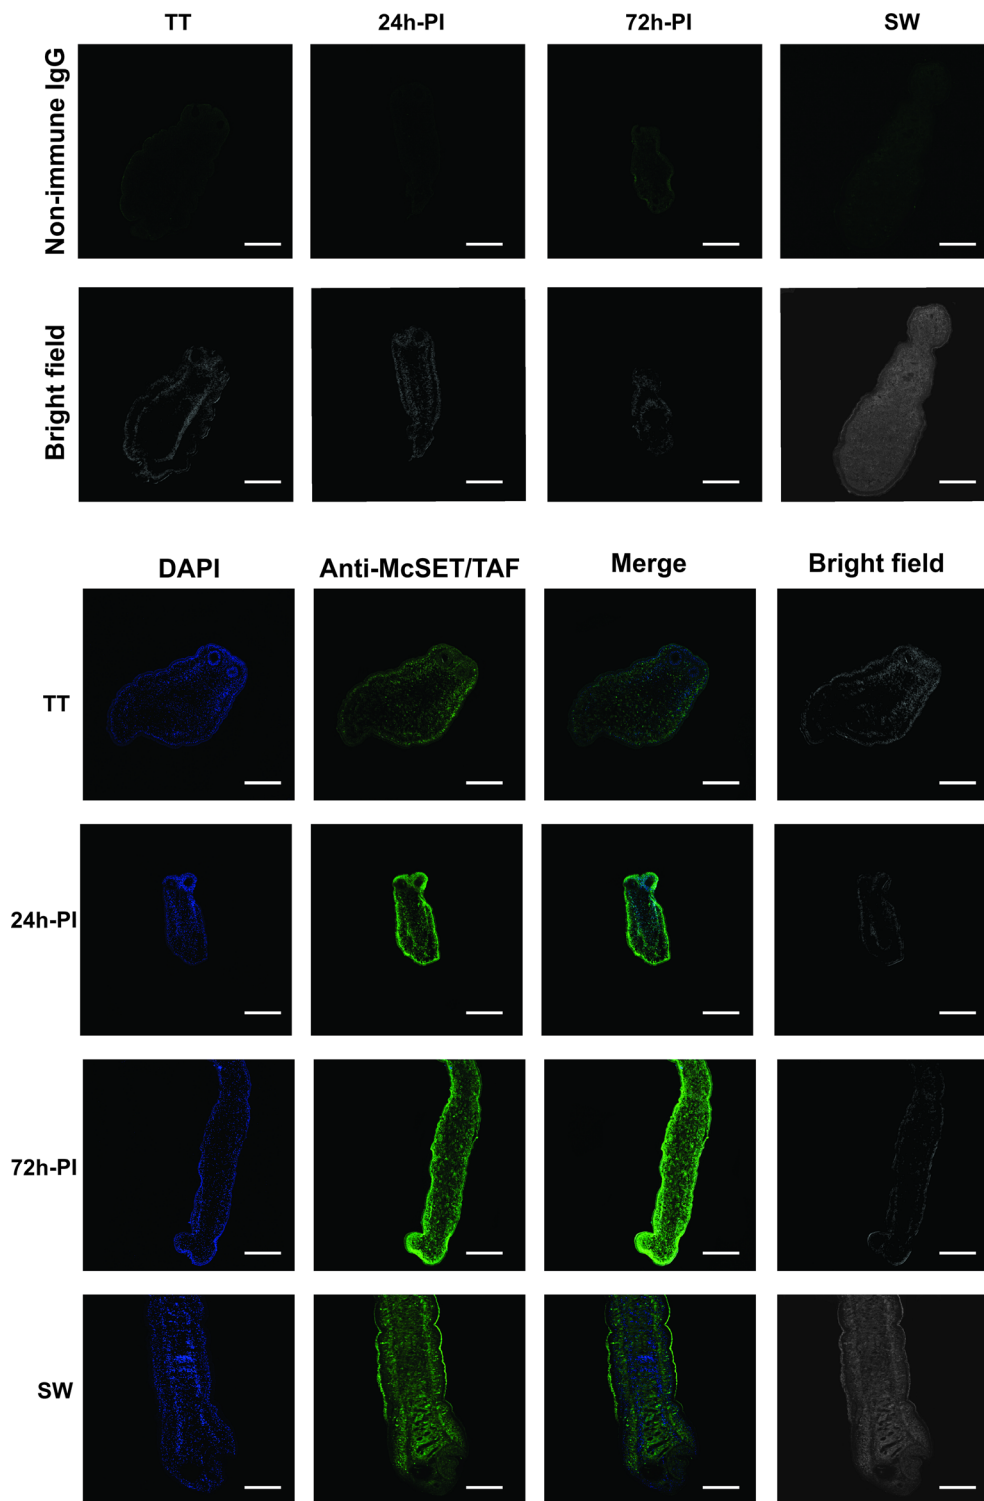 TT 24h-PI 72h-PI SW
Non-immune IgG
Bright field
DAPI Anti-McSET/TAF Merge Bright field
TT
24h-PI
72h-PI
SW